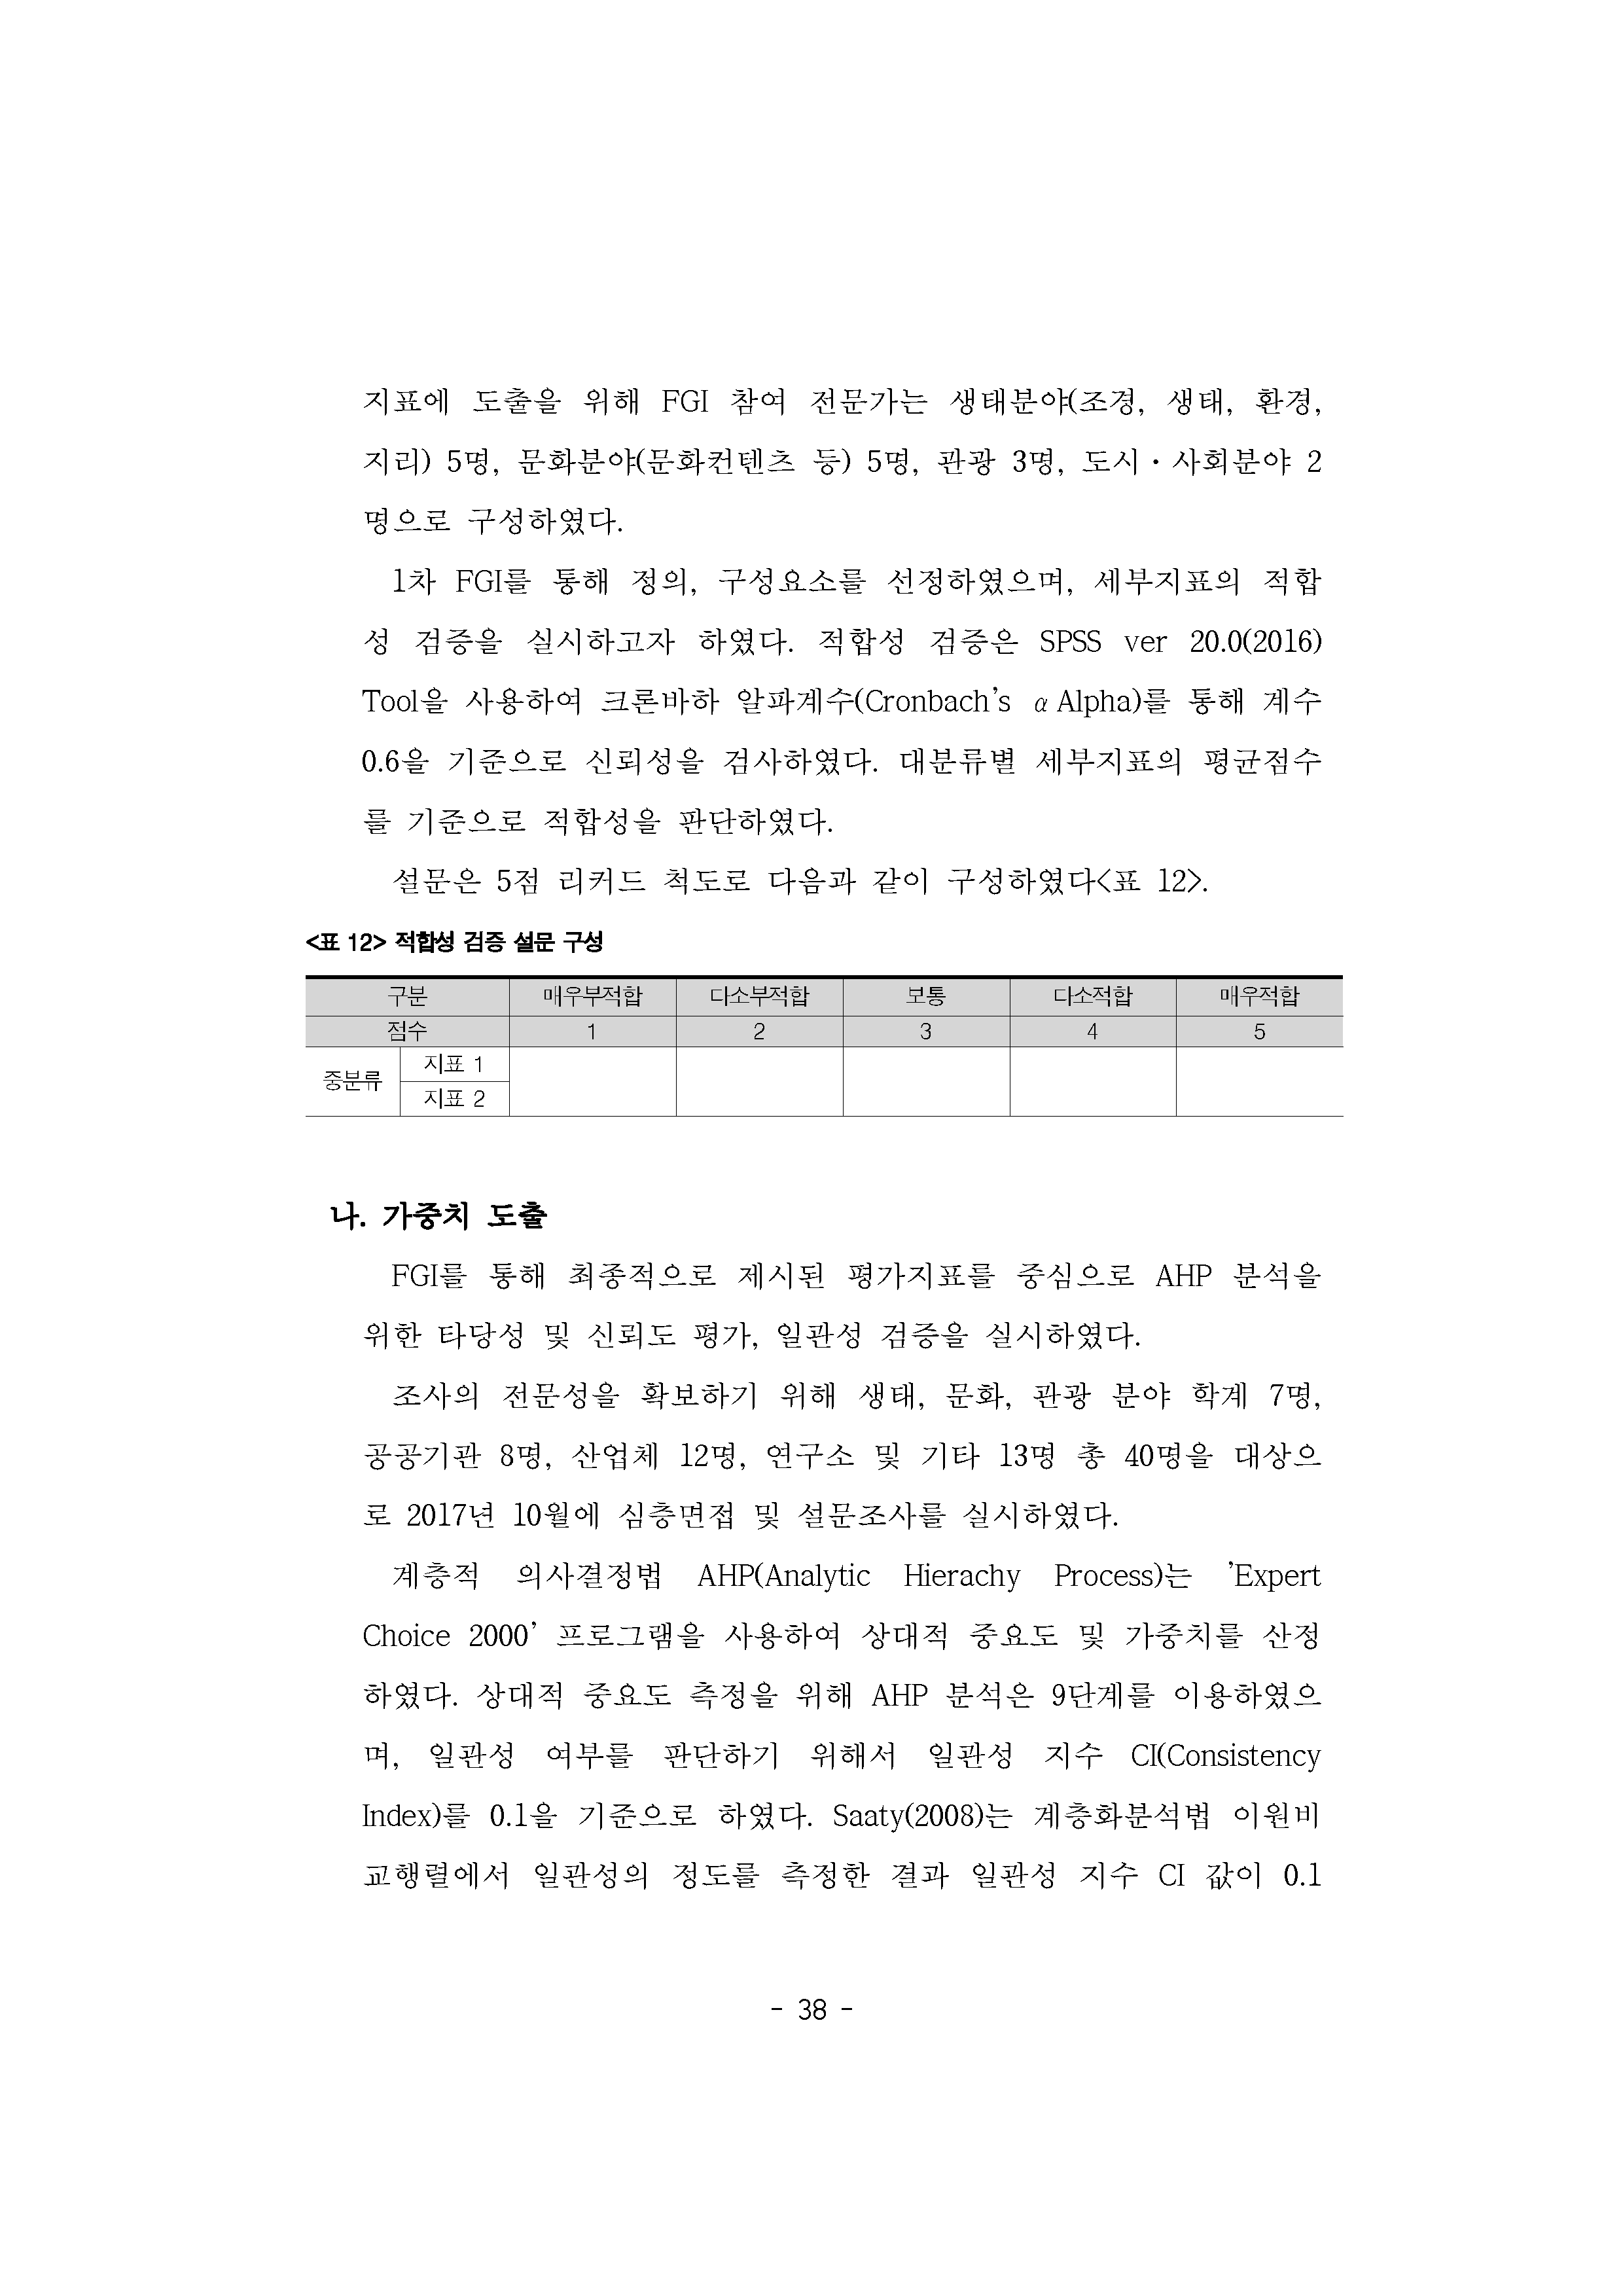 지표에 도출을 위해 FGI 참여 전문가는 생태분야(조경, 생태, 환경,
지리) 5명, 문화분야(문화컨텐츠 등) 5명, 관광 3명, 도시・사회분야 2
명으로 구성하였다.
1차 FGI를 통해 정의, 구성요소를 선정하였으며, 세부지표의 적합
성 검증을 실시하고자 하였다. 적합성 검증은 SPSS ver 20.0(2016)
Tool을 사용하여 크론바하 알파계수(Cronbach's α Alpha)를 통해 계수
0.6을 기준으로 신뢰성을 검사하였다. 대분류별 세부지표의 평균점수
를 기준으로 적합성을 판단하였다.
설문은 5점 리커드 척도로 다음과 같이 구성하였다<표 12>.
<표 12> 적합성 검증 설문 구성
구분 매우부적합 다소부적합 보통 다소적합 매우적합
점수 1 2 3 4 5
중분류 지표 1
지표 2
나. 가중치 도출
FGI를 통해 최종적으로 제시된 평가지표를 중심으로 AHP 분석을
위한 타당성 및 신뢰도 평가, 일관성 검증을 실시하였다.
조사의 전문성을 확보하기 위해 생태, 문화, 관광 분야 학계 7명,
공공기관 8명, 산업체 12명, 연구소 및 기타 13명 총 40명을 대상으
로 2017년 10월에 심층면접 및 설문조사를 실시하였다.
계층적 의사결정법 AHP(Analytic Hierachy Process)는 'Expert
Choice 2000' 프로그램을 사용하여 상대적 중요도 및 가중치를 산정
하였다. 상대적 중요도 측정을 위해 AHP 분석은 9단계를 이용하였으
며, 일관성 여부를 판단하기 위해서 일관성 지수 CI(Consistency
Index)를 0.1을 기준으로 하였다. Saaty(2008)는 계층화분석법 이원비
교행렬에서 일관성의 정도를 측정한 결과 일관성 지수 CI 값이 0.1
- 38 -